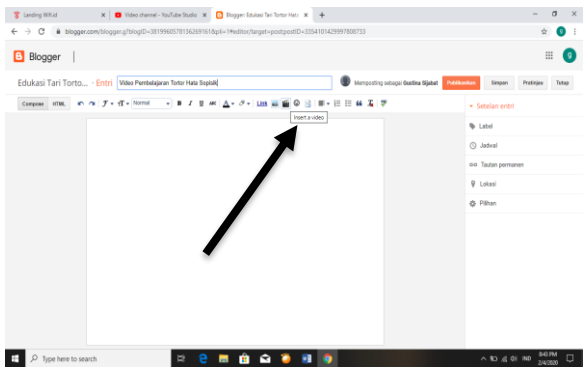 Landing Wifi.id
Video channel - YouTube Studio
Blogger: Edukasi Tari Tortor Hata
blogger.com/blogger.g?blogID=3819960578136269161&pli=1#editor/target=post;postID=3354101429997808733
Blogger
Edukasi Tari Torto... · Entri
Video Pembelajaran Tortor Hata Sopisik
Memposting sebagai Gustina Sijabat
Publikasikan
Simpan
Pratinjau
Tutup
Compose
HTML
Normal
Link
Insert a video
Setelan entri
Label
Jadwal
Tautan permanen
Lokasi
Pilihan
Type here to search
IND
8:43 PM
2/4/2020